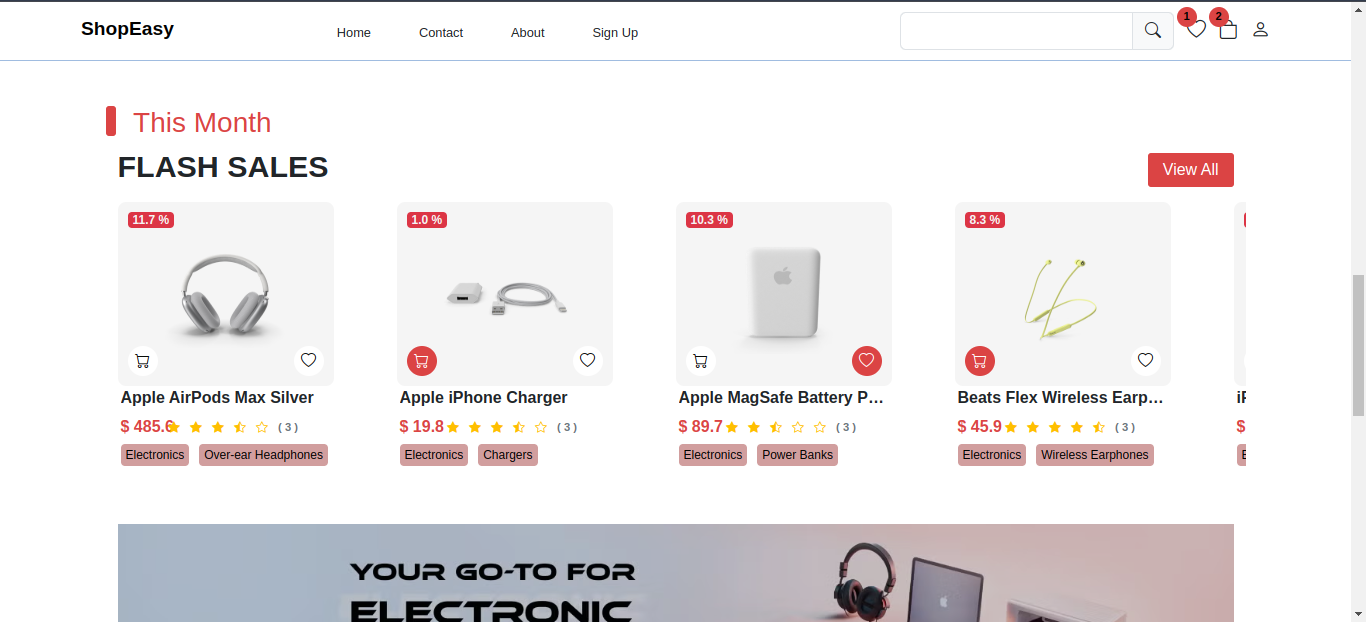 ShopEasy Home Contact About Sign Up 1 2
This Month
FLASH SALES
View All
11.7 % 1.0 % 10.3 % 8.3 %
Apple AirPods Max Silver Apple iPhone Charger Apple MagSafe Battery P… Beats Flex Wireless Earp…
$ 485.6 ( 3 ) $ 19.8 ( 3 ) $ 89.7 ( 3 ) $ 45.9 ( 3 ) $
Electronics Over-ear Headphones Electronics Chargers Electronics Power Banks Electronics Wireless Earphones
YOUR GO-TO FOR
ELECTRONIC